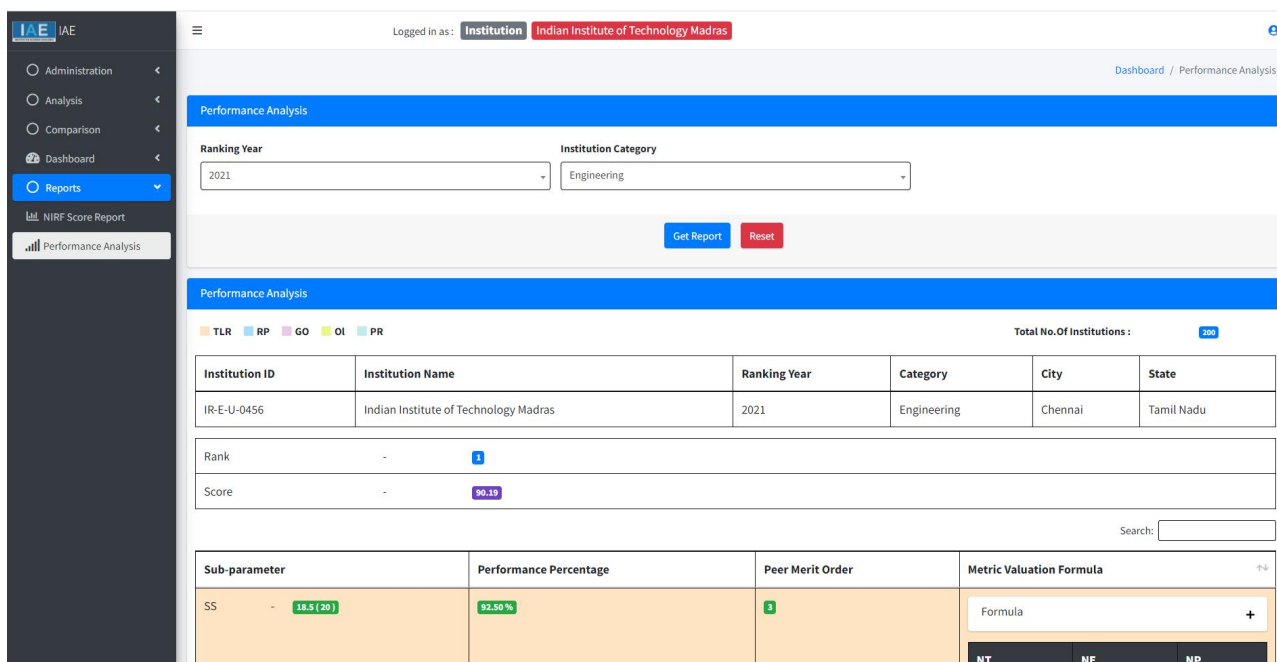 IAE IAE
Logged in as : Institution Indian Institute of Technology Madras
Administration
Analysis
Comparison
Dashboard
Reports
NIRF Score Report
Performance Analysis
Dashboard / Performance Analysis
Performance Analysis
Ranking Year Institution Category
2021 Engineering
Get Report Reset
Performance Analysis
TLR RP GO OI PR Total No.Of Institutions : 200
Institution ID Institution Name Ranking Year Category City State
IR-E-U-0456 Indian Institute of Technology Madras 2021 Engineering Chennai Tamil Nadu
Rank - 1
Score - 90.19
Search:
Sub-parameter Performance Percentage Peer Merit Order Metric Valuation Formula
SS - 18.5 ( 20 ) 92.50 % 3 Formula +
NT NE NP